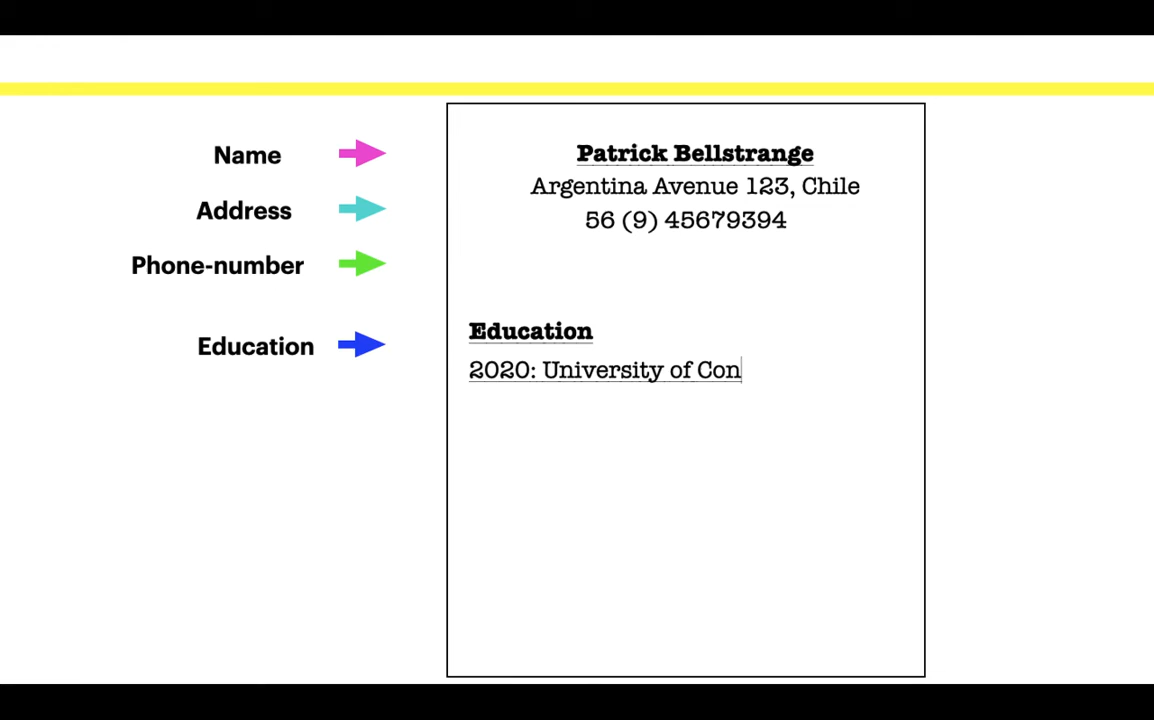 Name
Patrick Bellstrange
Address
Argentina Avenue 123, Chile
Phone-number
56 (9) 45679394
Education
Education
2020: University of Con